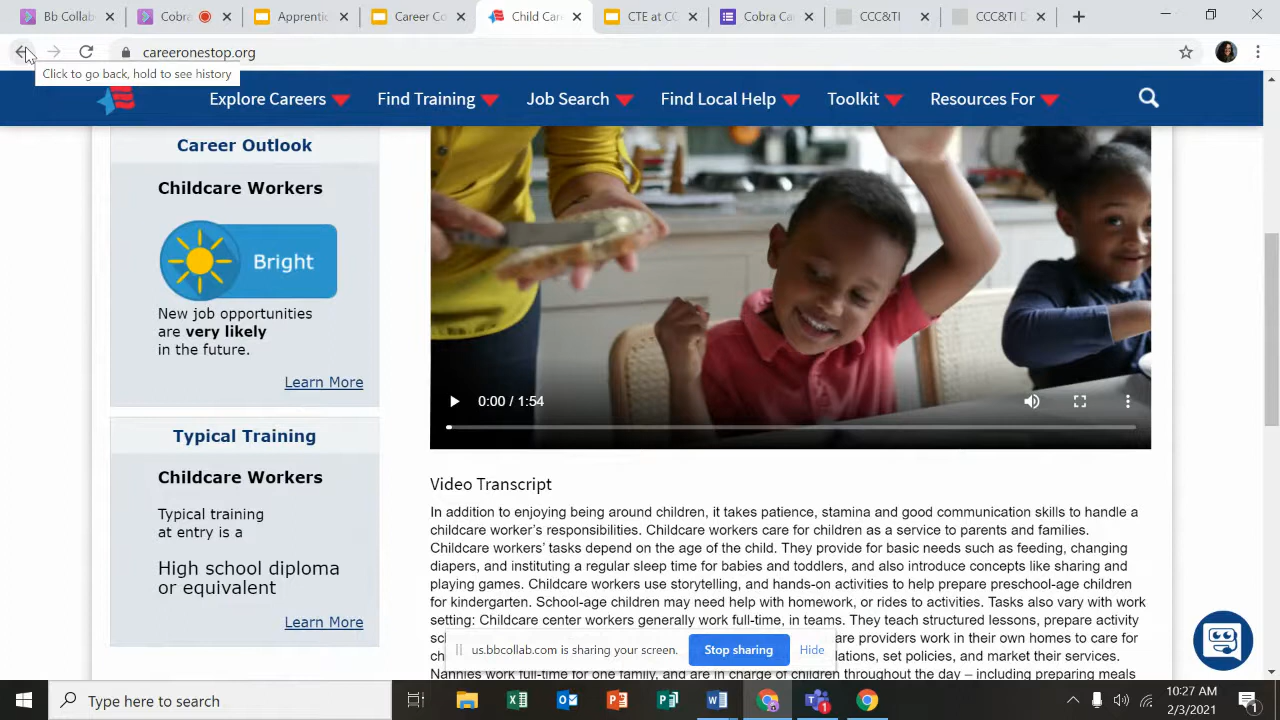 Bb Collab
Cobra
Apprentic
Career Co
Child Care
CTE at CC
Cobra Car
CCC&TI
CCC&TI D
careeronestop.org
Click to go back, hold to see history
Explore Careers
Find Training
Job Search
Find Local Help
Toolkit
Resources For
Career Outlook
Childcare Workers
Bright
New job opportunities
are very likely
in the future.
Learn More
Typical Training
Childcare Workers
Typical training
at entry is a
High school diploma
or equivalent
Learn More
0:00 / 1:54
Video Transcript
In addition to enjoying being around children, it takes patience, stamina and good communication skills to handle a
childcare worker's responsibilities. Childcare workers care for children as a service to parents and families.
Childcare workers' tasks depend on the age of the child. They provide for basic needs such as feeding, changing
diapers, and instituting a regular sleep time for babies and toddlers, and also introduce concepts like sharing and
playing games. Childcare workers use storytelling, and hands-on activities to help prepare preschool-age children
for kindergarten. School-age children may need help with homework, or rides to activities. Tasks also vary with work
setting: Childcare center workers generally work full-time, in teams. They teach structured lessons, prepare activity
are providers work in their own homes to care for
set policies, and market their services.
Nannies work full-time for one family, and are in charge of children throughout the day – including preparing meals
us.bbcollab.com is sharing your screen.
Stop sharing
Hide
Type here to search
10:27 AM
2/3/2021